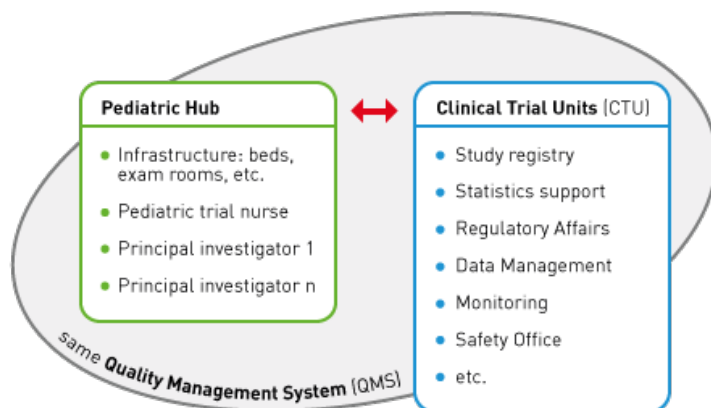 Pediatric Hub
Infrastructure: beds,
exam rooms, etc.
Pediatric trial nurse
Principal investigator 1
Principal investigator n
Clinical Trial Units (CTU)
Study registry
Statistics support
Regulatory Affairs
Data Management
Monitoring
Safety Office
etc.
same Quality Management System (QMS)